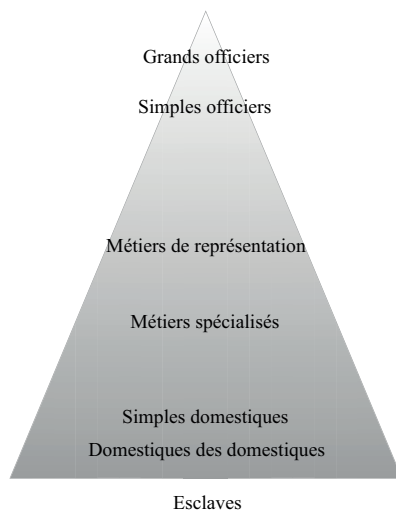 Grands officiers
Simples officiers
Métiers de représentation
Métiers spécialisés
Simples domestiques
Domestiques des domestiques
Esclaves